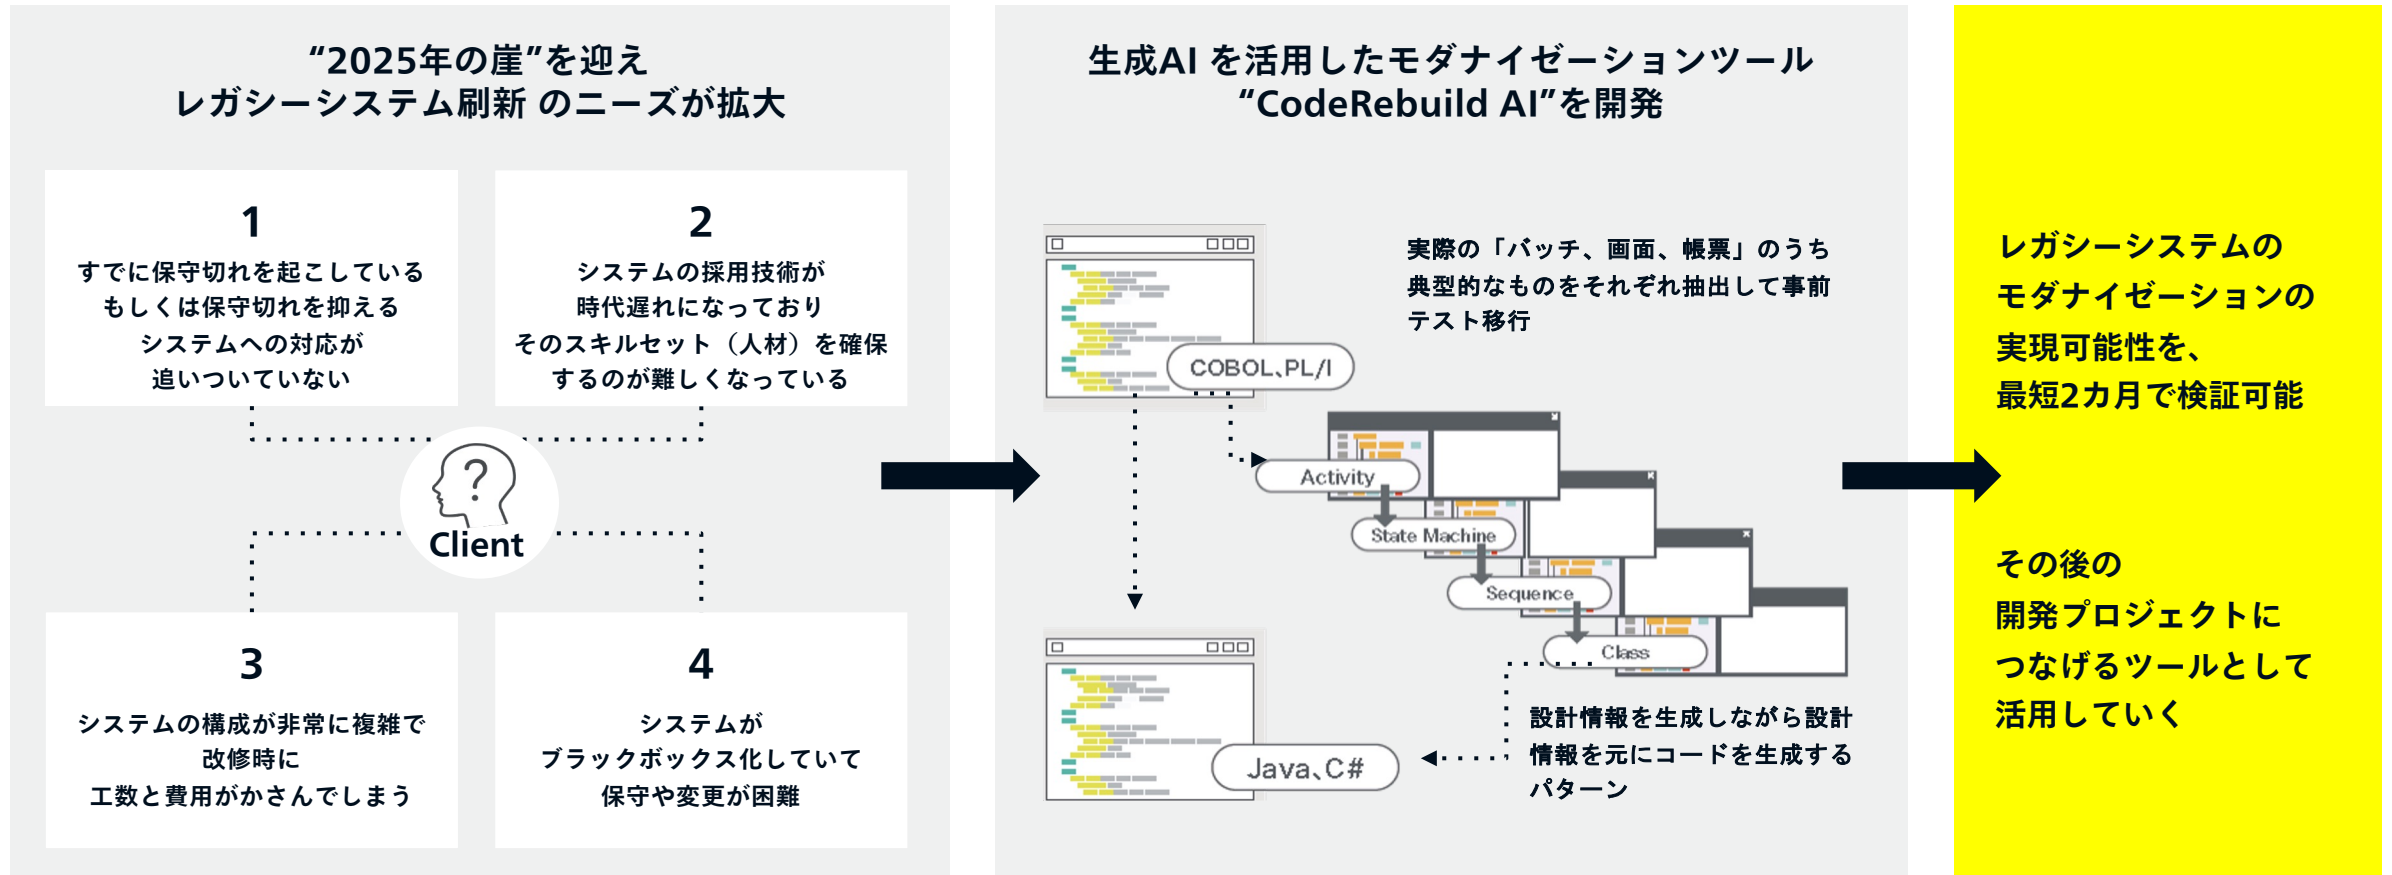 “2025年の崖”を迎え
レガシーシステム刷新 のニーズが拡大
1
すでに保守切れを起こしている
もしくは保守切れを抑える
システムへの対応が
追いついていない
2
システムの採用技術が
時代遅れになっており
そのスキルセット（人材）を確保
するのが難しくなっている
?
Client
3
システムの構成が非常に複雑で
改修時に
工数と費用がかさんでしまう
4
システムが
ブラックボックス化していて
保守や変更が困難
生成AI を活用したモダナイゼーションツール
“CodeRebuild AI”を開発
実際の「バッチ、画面、帳票」のうち
典型的なものをそれぞれ抽出して事前
テスト移行
COBOL、PL/I
Activity
State Machine
Sequence
Class
Java、C#
設計情報を生成しながら設計
情報を元にコードを生成する
パターン
レガシーシステムの
モダナイゼーションの
実現可能性を、
最短2カ月で検証可能
その後の
開発プロジェクトに
つなげるツールとして
活用していく